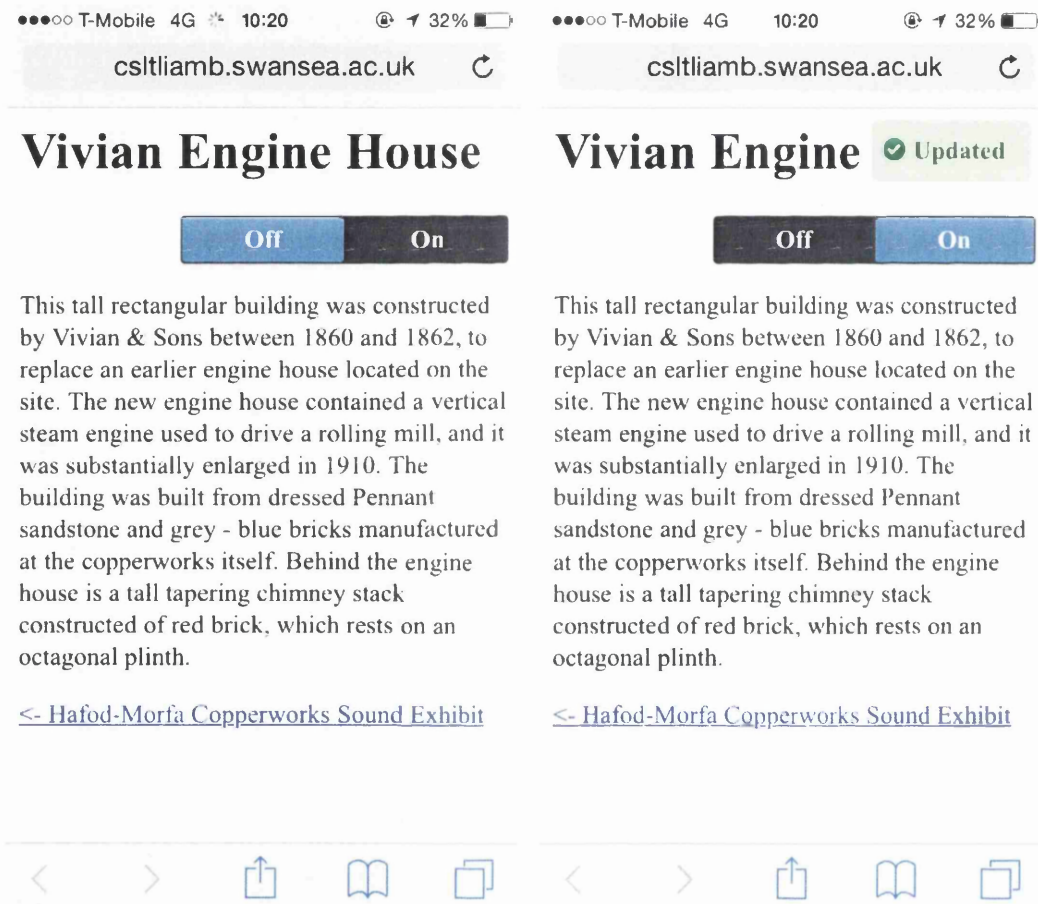 T-Mobile 4G 10:20 32%
csltliamb.swansea.ac.uk
Vivian Engine House
Off On
This tall rectangular building was constructed
by Vivian & Sons between 1860 and 1862, to
replace an earlier engine house located on the
site. The new engine house contained a vertical
steam engine used to drive a rolling mill, and it
was substantially enlarged in 1910. The
building was built from dressed Pennant
sandstone and grey - blue bricks manufactured
at the copperworks itself. Behind the engine
house is a tall tapering chimney stack
constructed of red brick, which rests on an
octagonal plinth.
<- Hafod-Morfa Copperworks Sound Exhibit
T-Mobile 4G 10:20 32%
csltliamb.swansea.ac.uk
Vivian Engine Updated
Off On
This tall rectangular building was constructed
by Vivian & Sons between 1860 and 1862, to
replace an earlier engine house located on the
site. The new engine house contained a vertical
steam engine used to drive a rolling mill, and it
was substantially enlarged in 1910. The
building was built from dressed Pennant
sandstone and grey - blue bricks manufactured
at the copperworks itself. Behind the engine
house is a tall tapering chimney stack
constructed of red brick, which rests on an
octagonal plinth.
<- Hafod-Morfa Copperworks Sound Exhibit